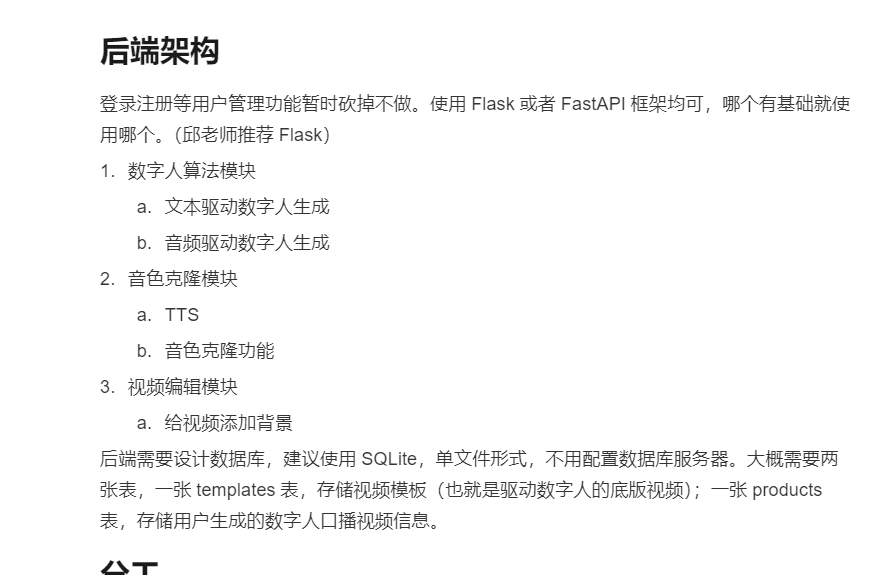 后端架构
登录注册等用户管理功能暂时砍掉不做。使用 Flask 或者 FastAPI 框架均可，哪个有基础就使
用哪个。（邱老师推荐 Flask）
1. 数字人算法模块
a. 文本驱动数字人生成
b. 音频驱动数字人生成
2. 音色克隆模块
a. TTS
b. 音色克隆功能
3. 视频编辑模块
a. 给视频添加背景
后端需要设计数据库，建议使用 SQLite，单文件形式，不用配置数据库服务器。大概需要两
张表，一张 templates 表，存储视频模板（也就是驱动数字人的底版视频）；一张 products
表，存储用户生成的数字人口播视频信息。
分工